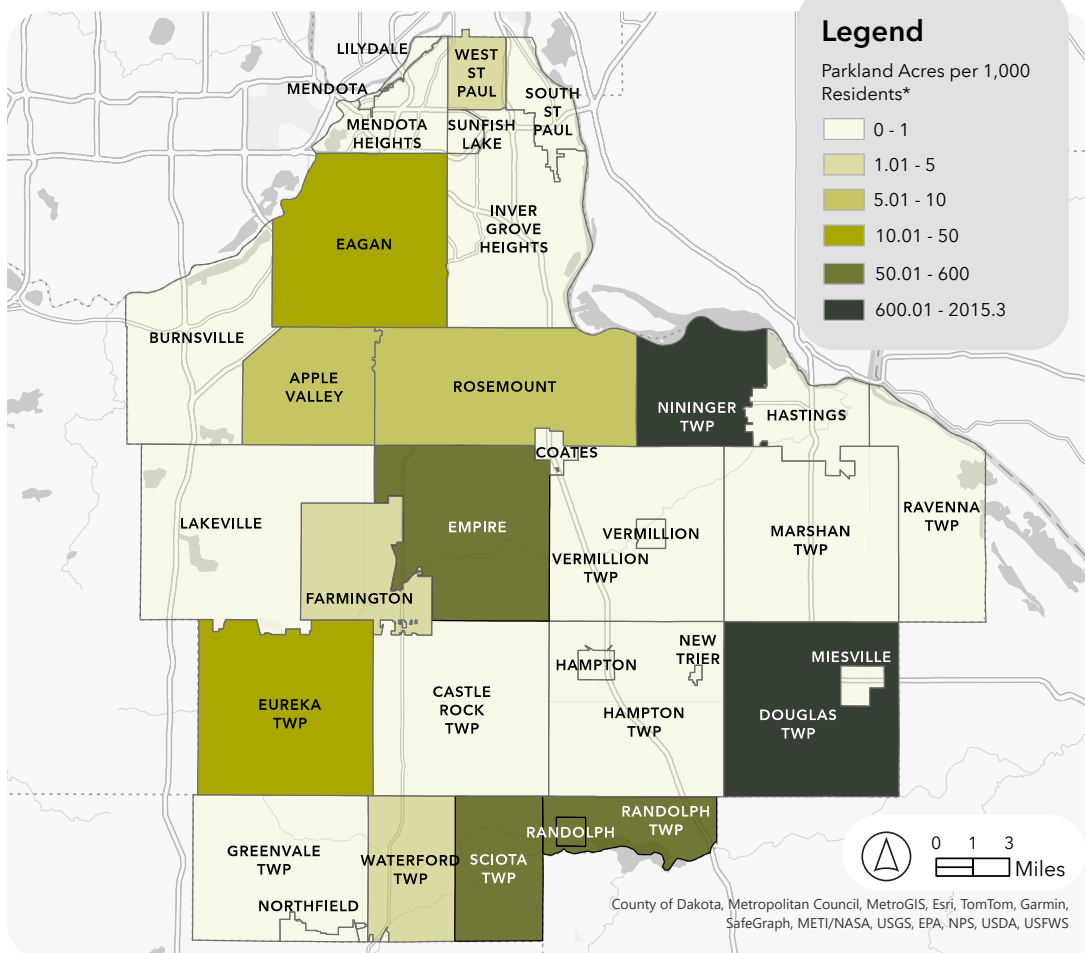 Legend
Parkland Acres per 1,000
Residents*
0 - 1
1.01 - 5
5.01 - 10
10.01 - 50
50.01 - 600
600.01 - 2015.3
LILYDALE
WEST
ST
PAUL
MENDOTA
SOUTH
ST
PAUL
MENDOTA
HEIGHTS
SUNFISH
LAKE
INVER
GROVE
HEIGHTS
EAGAN
BURNSVILLE
APPLE
VALLEY
ROSEMOUNT
NININGER
TWP
HASTINGS
COATES
LAKEVILLE
EMPIRE
VERMILLION
VERMILLION
TWP
MARSHAN
TWP
RAVENNA
TWP
FARMINGTON
EUREKA
TWP
CASTLE
ROCK
TWP
HAMPTON
NEW
TRIER
HAMPTON
TWP
MIESVILLE
DOUGLAS
TWP
GREENVALE
TWP
NORTHFIELD
WATERFORD
TWP
SCIOTA
TWP
RANDOLPH
RANDOLPH
TWP
0 1 3
Miles
County of Dakota, Metropolitan Council, MetroGIS, Esri, TomTom, Garmin,
SafeGraph, METI/NASA, USGS, EPA, NPS, USDA, USFWS